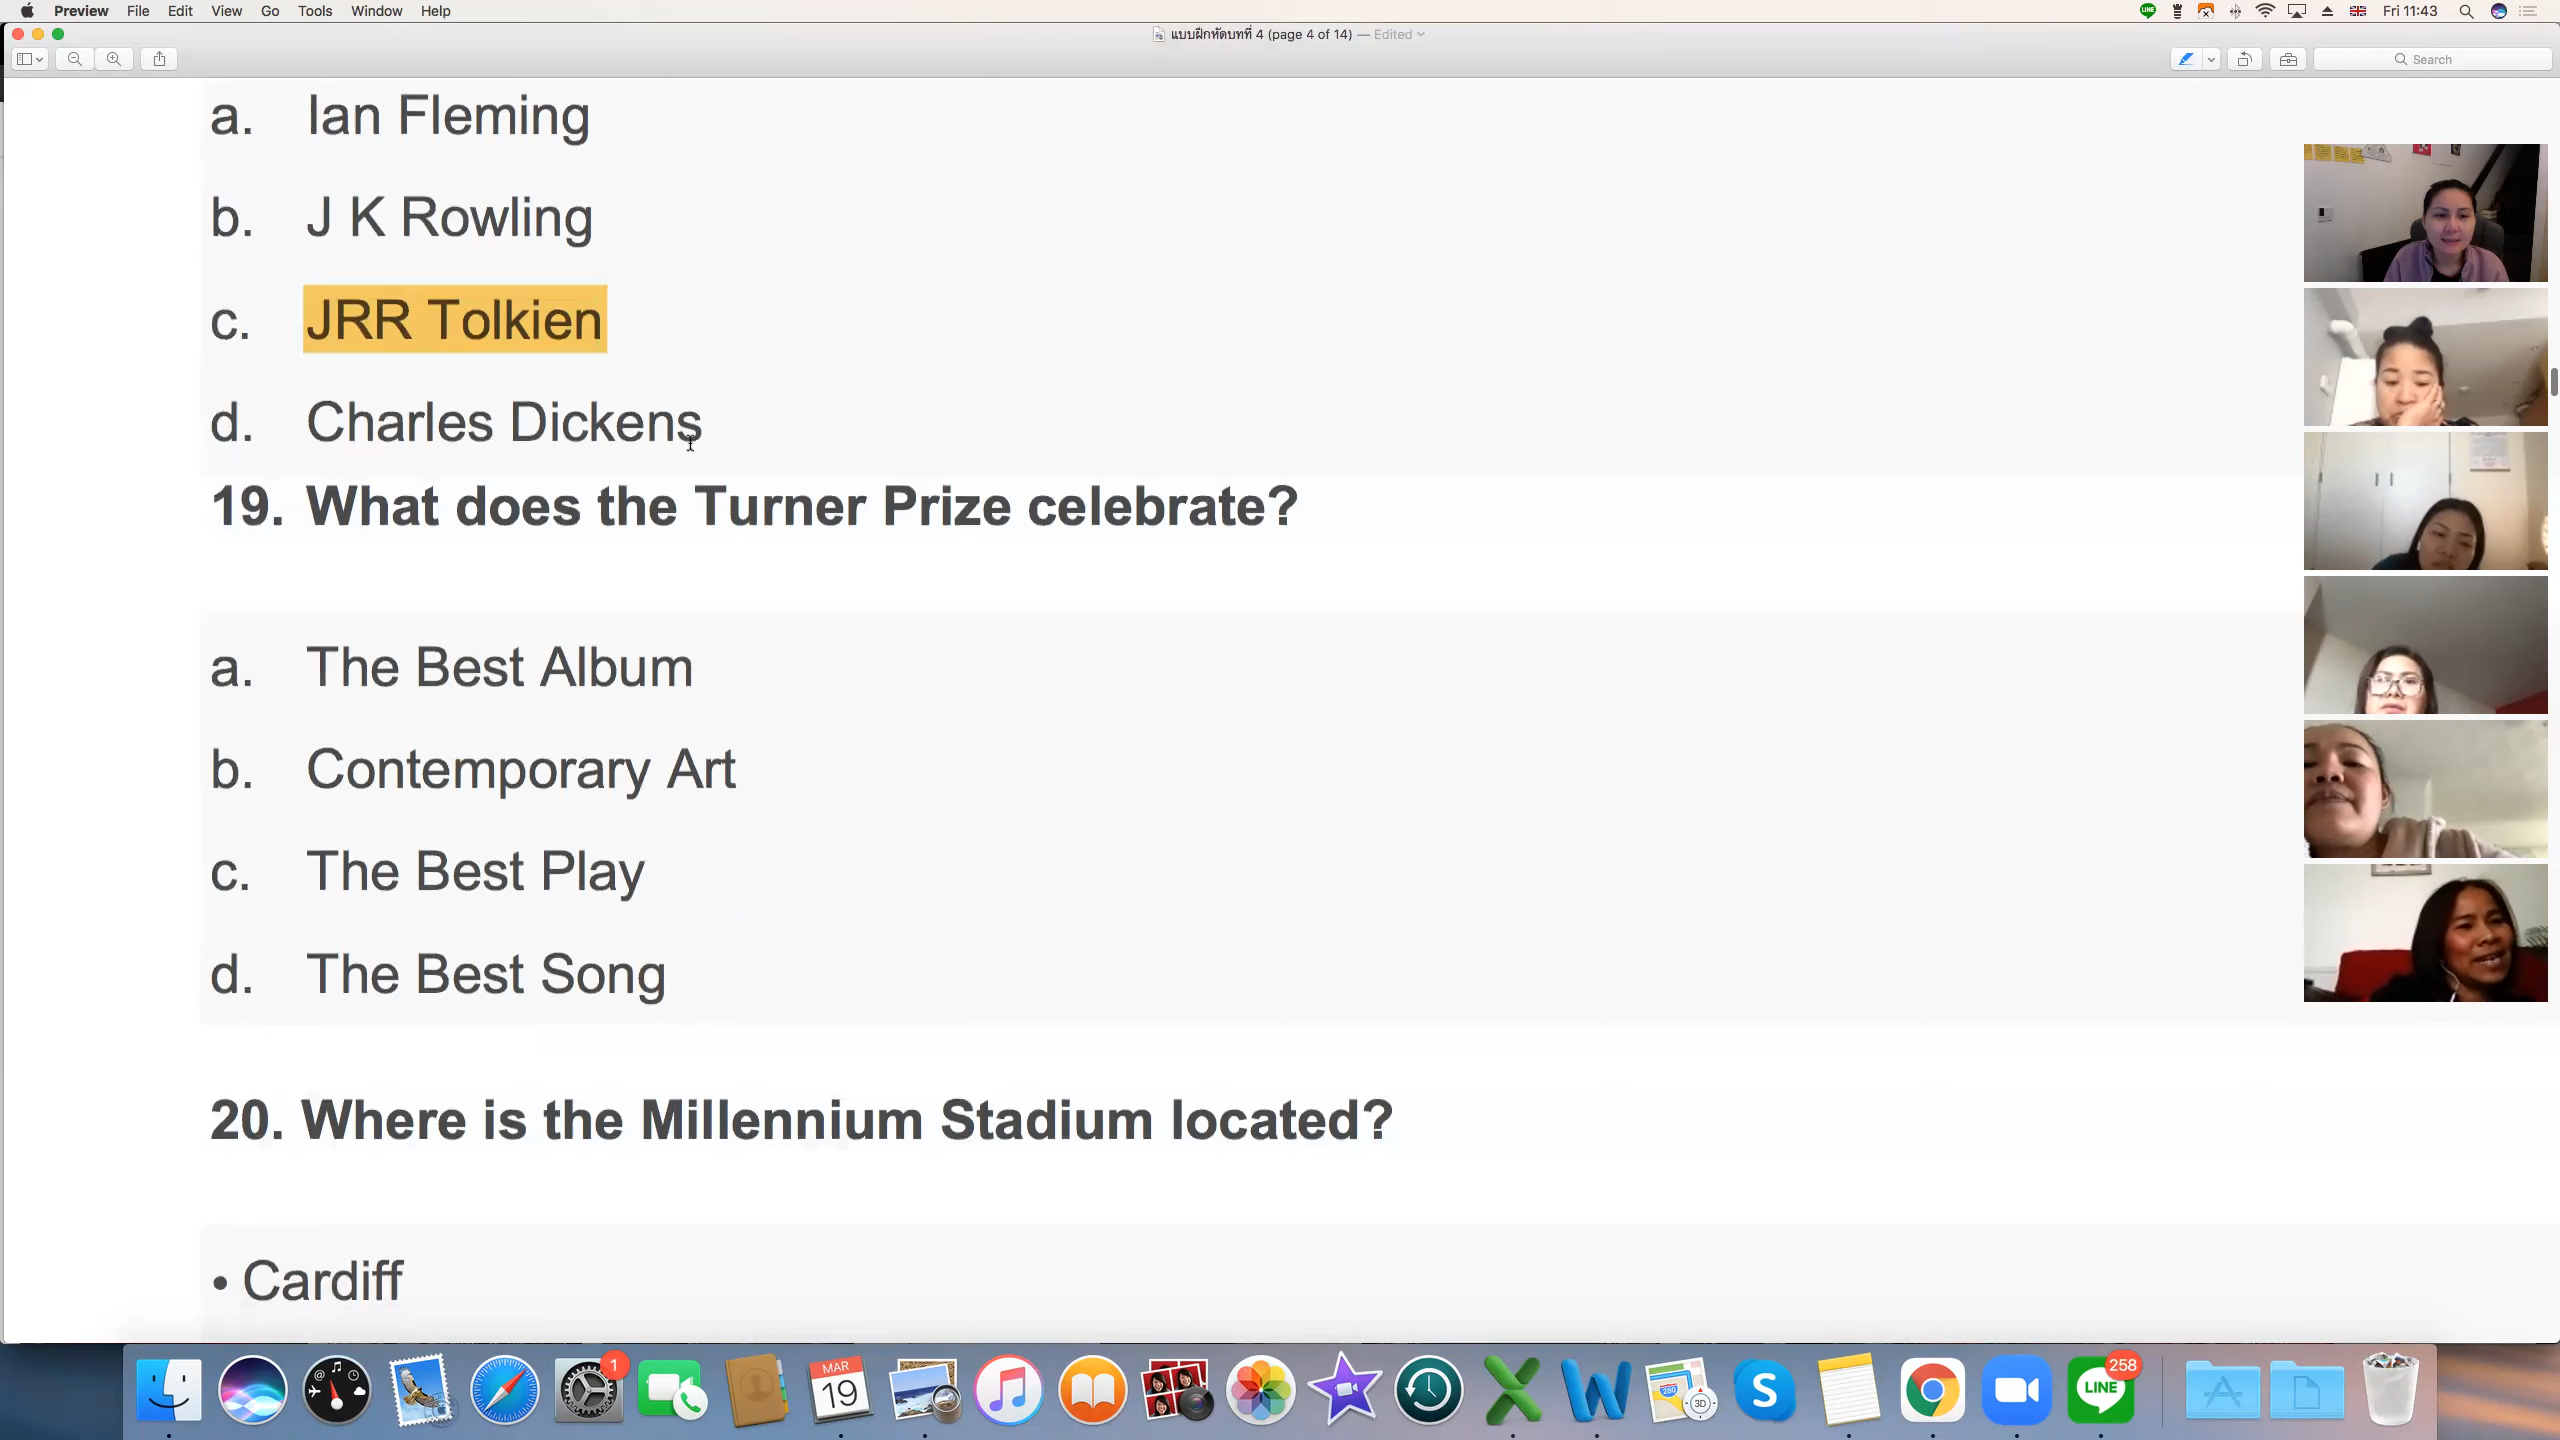 Preview File Edit View Go Tools Window Help
Fri 11:43
แบบฝึกหัดบทที่ 4 (page 4 of 14) — Edited
Search
a. Ian Fleming
b. J K Rowling
c. JRR Tolkien
d. Charles Dickens
19. What does the Turner Prize celebrate?
a. The Best Album
b. Contemporary Art
c. The Best Play
d. The Best Song
20. Where is the Millennium Stadium located?
• Cardiff
1
MAR
19
280
3D
LINE
258